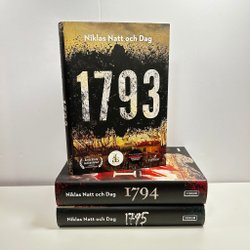 Niklas Natt och Dag
1793
Niklas Natt och Dag 1794
Niklas Natt och Dag 1795